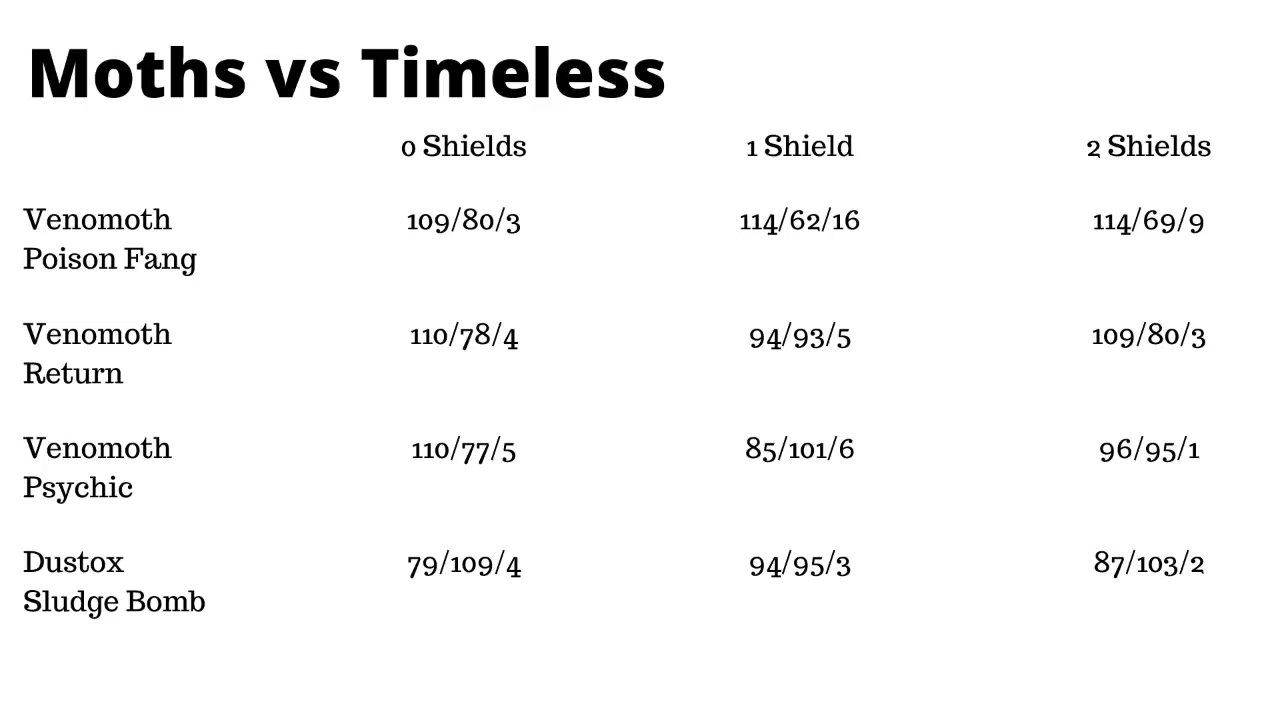 Moths vs Timeless
0 Shields 1 Shield 2 Shields
Venomoth 109/80/3 114/62/16 114/69/9
Poison Fang
Venomoth 110/78/4 94/93/5 109/80/3
Return
Venomoth 110/77/5 85/101/6 96/95/1
Psychic
Dustox 79/109/4 94/95/3 87/103/2
Sludge Bomb